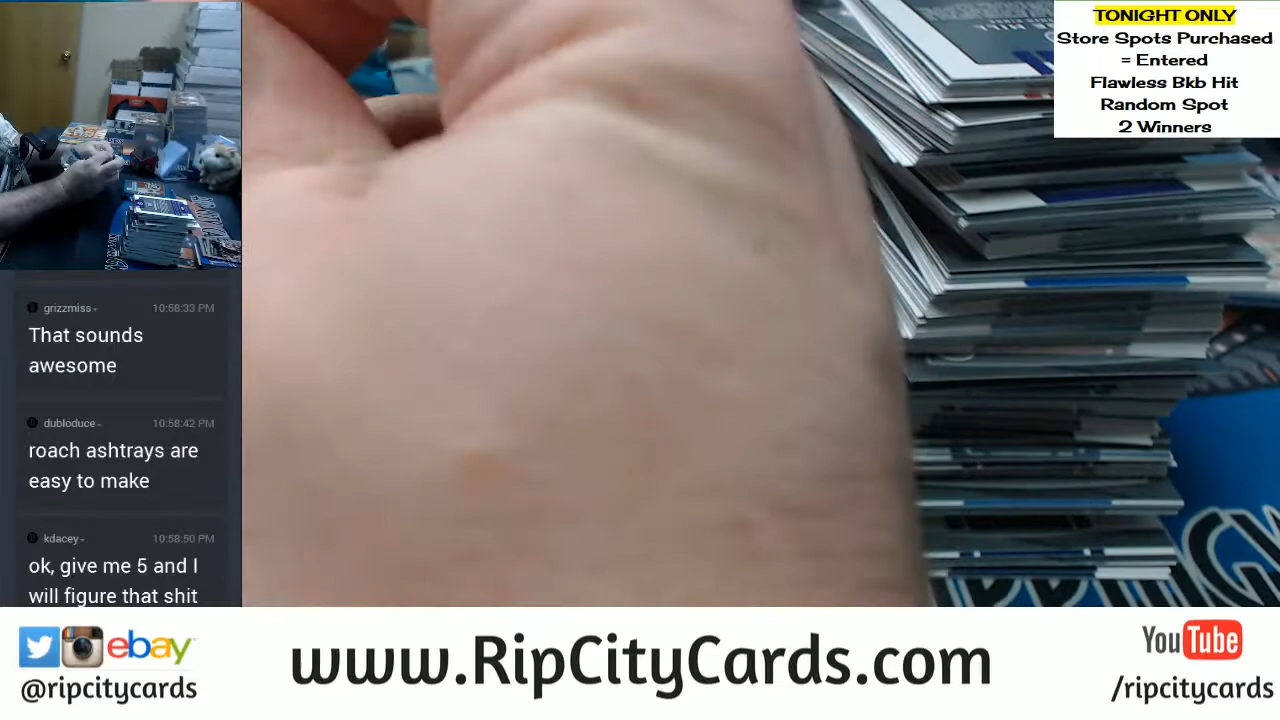 TONIGHT ONLY
Store Spots Purchased
= Entered
Flawless Bkb Hit
Random Spot
2 Winners
grizzmiss
10:58:33 PM
That sounds
awesome
dubloduce
10:58:42 PM
roach ashtrays are
easy to make
kdacey
10:58:50 PM
ok, give me 5 and I
will figure that shit
ebay
@ripcitycards
www.RipCityCards.com
YouTube
/ripcitycards